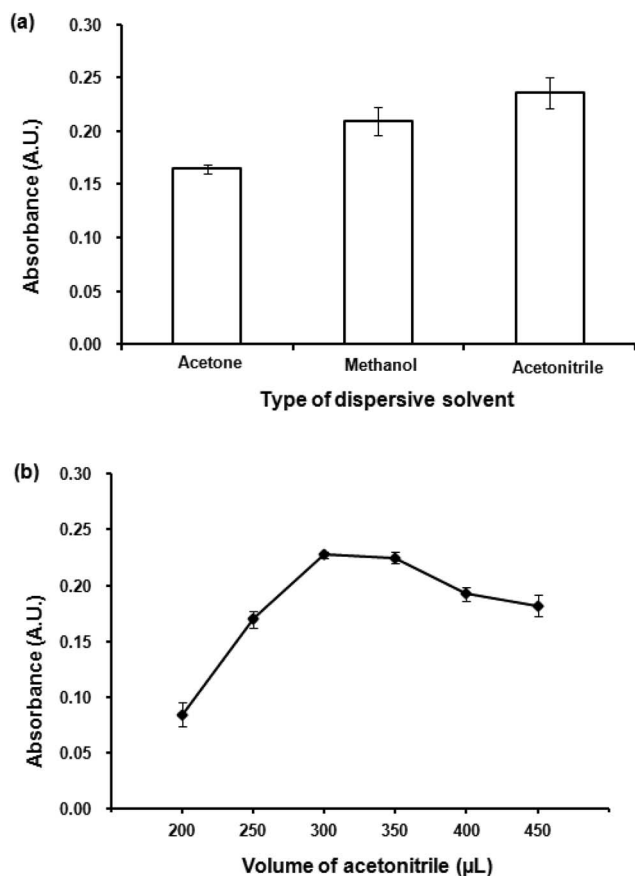 (a)
0.30
0.25
0.20
0.15
0.10
0.05
0.00
Absorbance (A.U.)
Acetone Methanol Acetonitrile
Type of dispersive solvent
(b)
0.30
0.25
0.20
0.15
0.10
0.05
0.00
Absorbance (A.U.)
200 250 300 350 400 450
Volume of acetonitrile (µL)